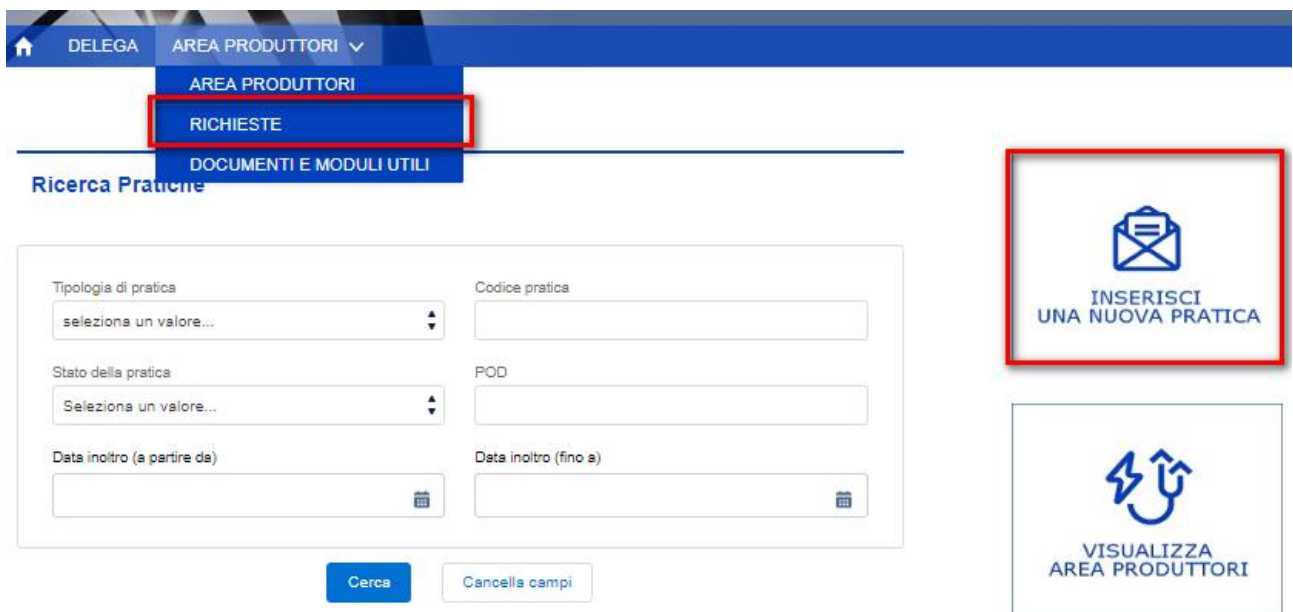 DELEGA AREA PRODUTTORI
AREA PRODUTTORI
RICHIESTE
DOCUMENTI E MODULI UTILI
Ricerca Pratiche
Tipologia di pratica Codice pratica
seleziona un valore...
Stato della pratica POD
Seleziona un valore...
Data inoltro (a partire da) Data inoltro (fino a)
Cerca Cancella campi
INSERISCI
UNA NUOVA PRATICA
VISUALIZZA
AREA PRODUTTORI